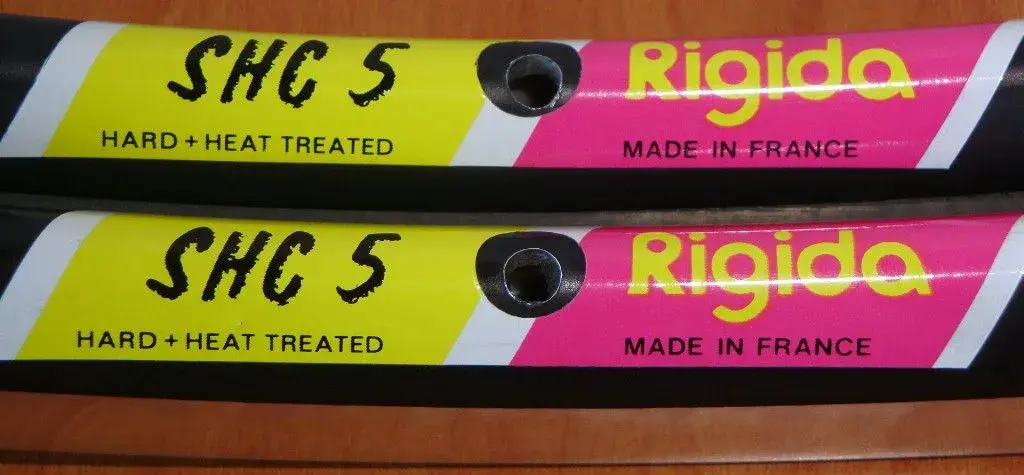 SHC 5
Rigida
HARD + HEAT TREATED
MADE IN FRANCE
SHC 5
Rigida
HARD + HEAT TREATED
MADE IN FRANCE